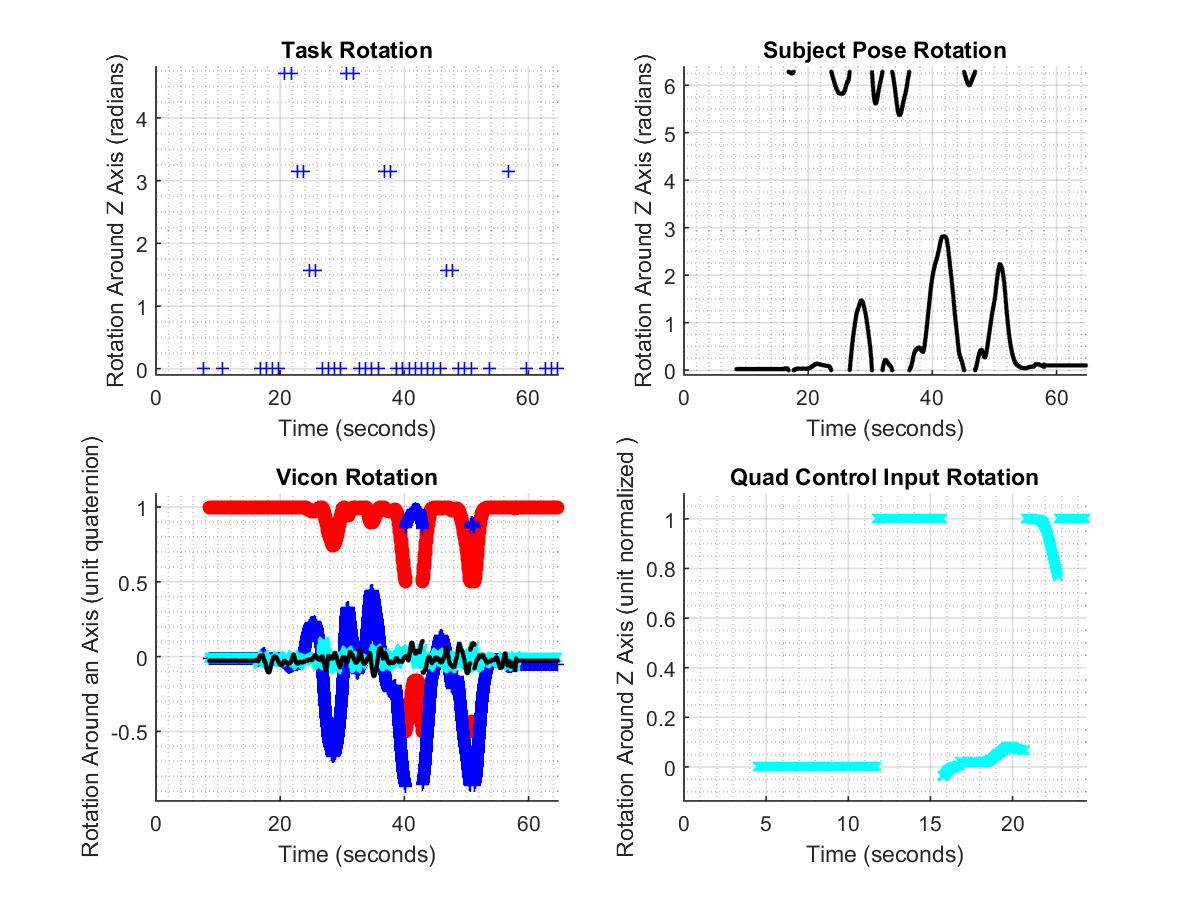 Task Rotation
Rotation Around Z Axis (radians)
4
3
2
1
0
0 20 40 60
Time (seconds)
Subject Pose Rotation
Rotation Around Z Axis (radians)
6
5
4
3
2
1
0
0 20 40 60
Time (seconds)
Vicon Rotation
Rotation Around an Axis (unit quaternion)
1
0.5
0
-0.5
0 20 40 60
Time (seconds)
Quad Control Input Rotation
Rotation Around Z Axis (unit normalized )
1
0.8
0.6
0.4
0.2
0
0 5 10 15 20
Time (seconds)